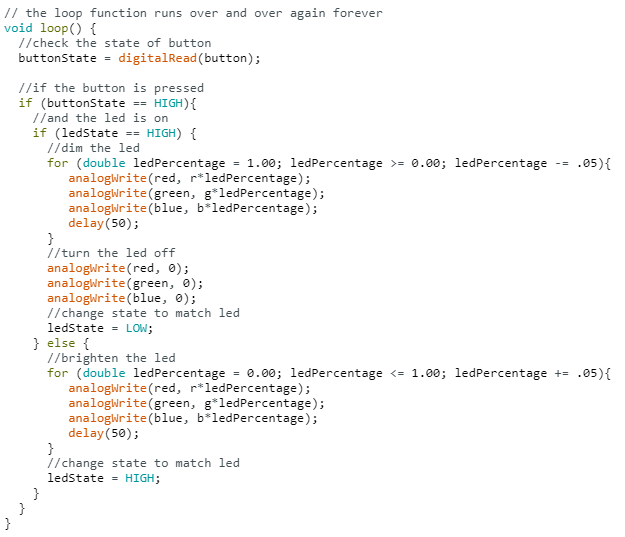 // the loop function runs over and over again forever
void loop() {
  //check the state of button
  buttonState = digitalRead(button);

  //if the button is pressed
  if (buttonState == HIGH){
    //and the led is on
    if (ledState == HIGH) {
      //dim the led
      for (double ledPercentage = 1.00; ledPercentage >= 0.00; ledPercentage -= .05){
         analogWrite(red, r*ledPercentage);
         analogWrite(green, g*ledPercentage);
         analogWrite(blue, b*ledPercentage);
         delay(50);
      }
      //turn the led off
      analogWrite(red, 0);
      analogWrite(green, 0);
      analogWrite(blue, 0);
      //change state to match led
      ledState = LOW;
    } else {
      //brighten the led
      for (double ledPercentage = 0.00; ledPercentage <= 1.00; ledPercentage += .05){
         analogWrite(red, r*ledPercentage);
         analogWrite(green, g*ledPercentage);
         analogWrite(blue, b*ledPercentage);
         delay(50);
      }
      //change state to match led
      ledState = HIGH;
    }
  }
}